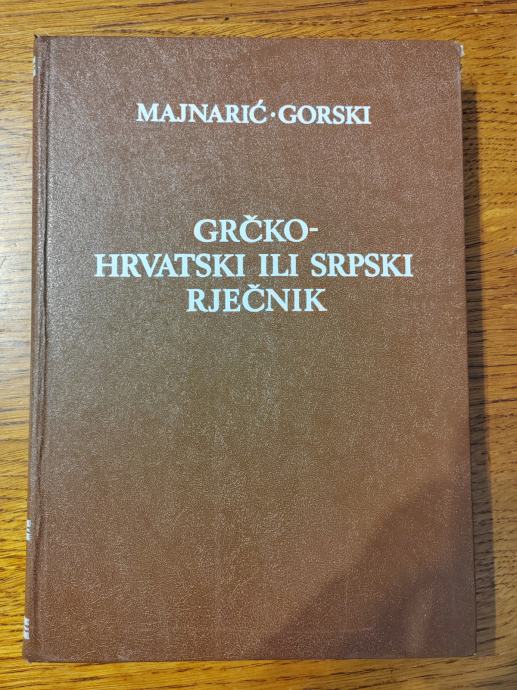 MAJNARIĆ·GORSKI
GRČKO-
HRVATSKI ILI SRPSKI
RJEČNIK